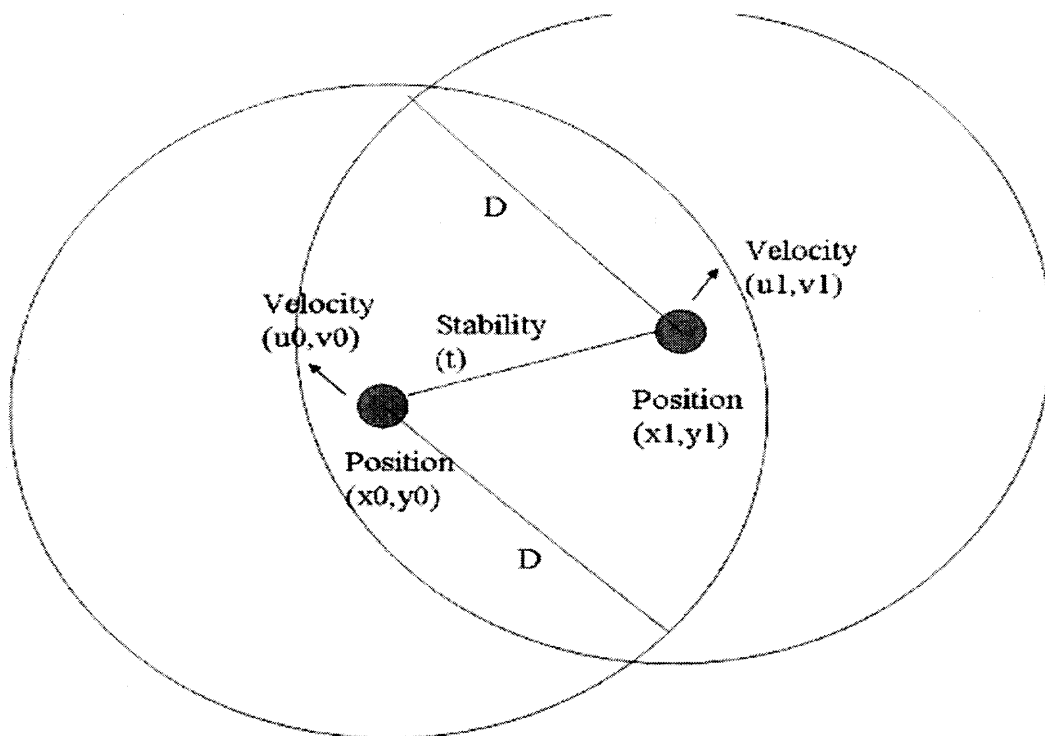 D
Velocity
(u1,v1)
Velocity
(u0,v0)
Stability
(t)
Position
(x1,y1)
Position
(x0,y0)
D